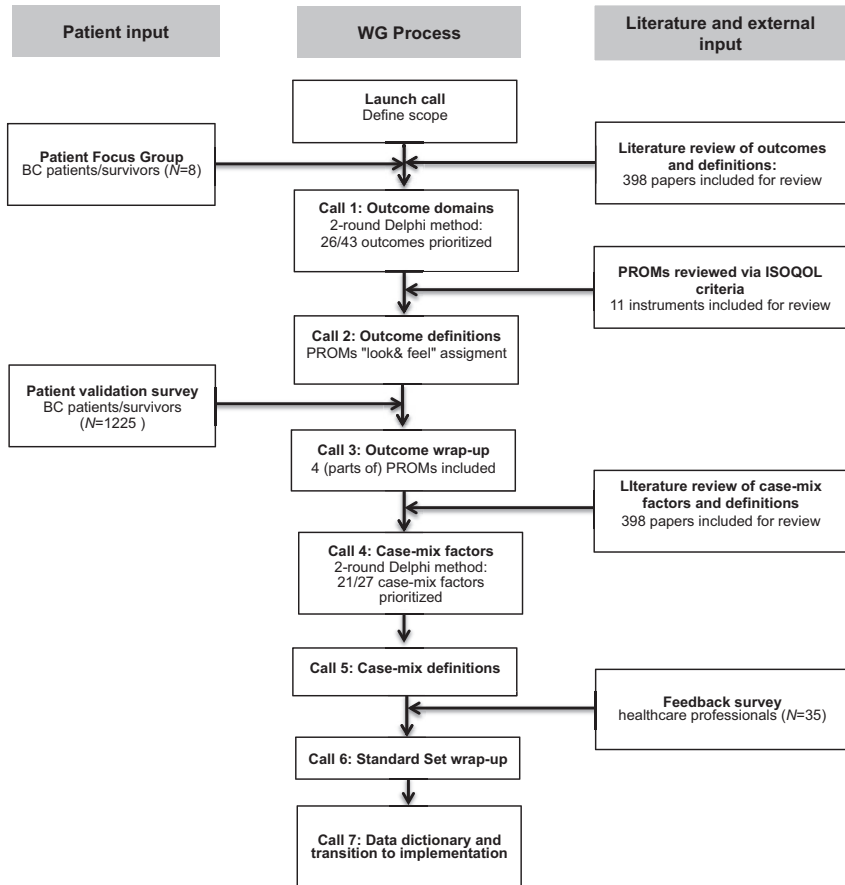 Patient input
WG Process
Literature and external
input
Launch call
Define scope
Patient Focus Group
BC patients/survivors (N=8)
Literature review of outcomes
and definitions:
398 papers included for review
Call 1: Outcome domains
2-round Delphi method:
26/43 outcomes prioritized
PROMs reviewed via ISOQOL
criteria
11 instruments included for review
Call 2: Outcome definitions
PROMs "look& feel" assigment
Patient validation survey
BC patients/survivors
(N=1225 )
Call 3: Outcome wrap-up
4 (parts of) PROMs included
LIterature review of case-mix
factors and definitions
398 papers included for review
Call 4: Case-mix factors
2-round Delphi method:
21/27 case-mix factors
prioritized
Call 5: Case-mix definitions
Feedback survey
healthcare professionals (N=35)
Call 6: Standard Set wrap-up
Call 7: Data dictionary and
transition to implementation